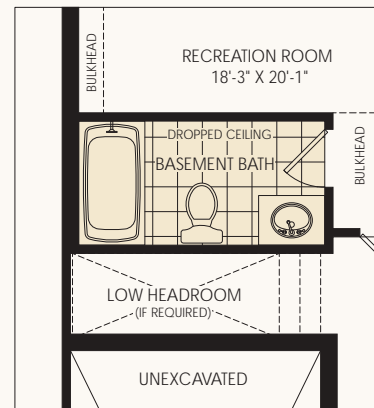 BULKHEAD
RECREATION ROOM
18'-3" X 20'-1"
DROPPED CEILING
BASEMENT BATH
BULKHEAD
LOW HEADROOM
(IF REQUIRED)
UNEXCAVATED